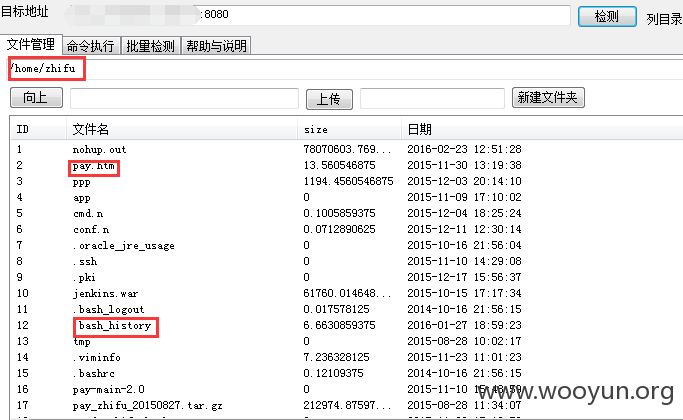 目标地址 :8080 检测 列目录
文件管理 命令执行 批量检测 帮助与说明
/home/zhifu
向上 上传 新建文件夹
ID 文件名 size 日期
1 nohup.out 78070603.769... 2016-02-23 12:51:28
2 pay.htm 13.560546875 2015-11-30 13:19:38
3 ppp 1194.4560546875 2015-12-03 20:14:10
4 app 0 2015-11-09 17:10:02
5 cmd.n 0.1005859375 2015-12-04 18:25:24
6 conf.n 0.0712890625 2015-12-11 12:30:14
7 .oracle_jre_usage 0 2015-10-16 21:56:04
8 .ssh 0 2015-11-10 14:29:08
9 .pki 0 2015-12-17 15:56:37
10 jenkins.war 61760.014648... 2015-10-15 17:17:34
11 .bash_logout 0.017578125 2014-10-16 21:56:15
12 .bash_history 6.6630859375 2016-01-27 18:59:23
13 tmp 0 2015-08-28 10:02:17
14 .viminfo 7.236328125 2015-11-23 11:01:23
15 .bashrc 0.12109375 2014-10-16 21:56:15
16 pay-main-2.0 0 2015-11-10
17 pay_zhifu_20150827.tar.gz 212974.87597... 2015-08-28 11:34:07
www.wooyun.org